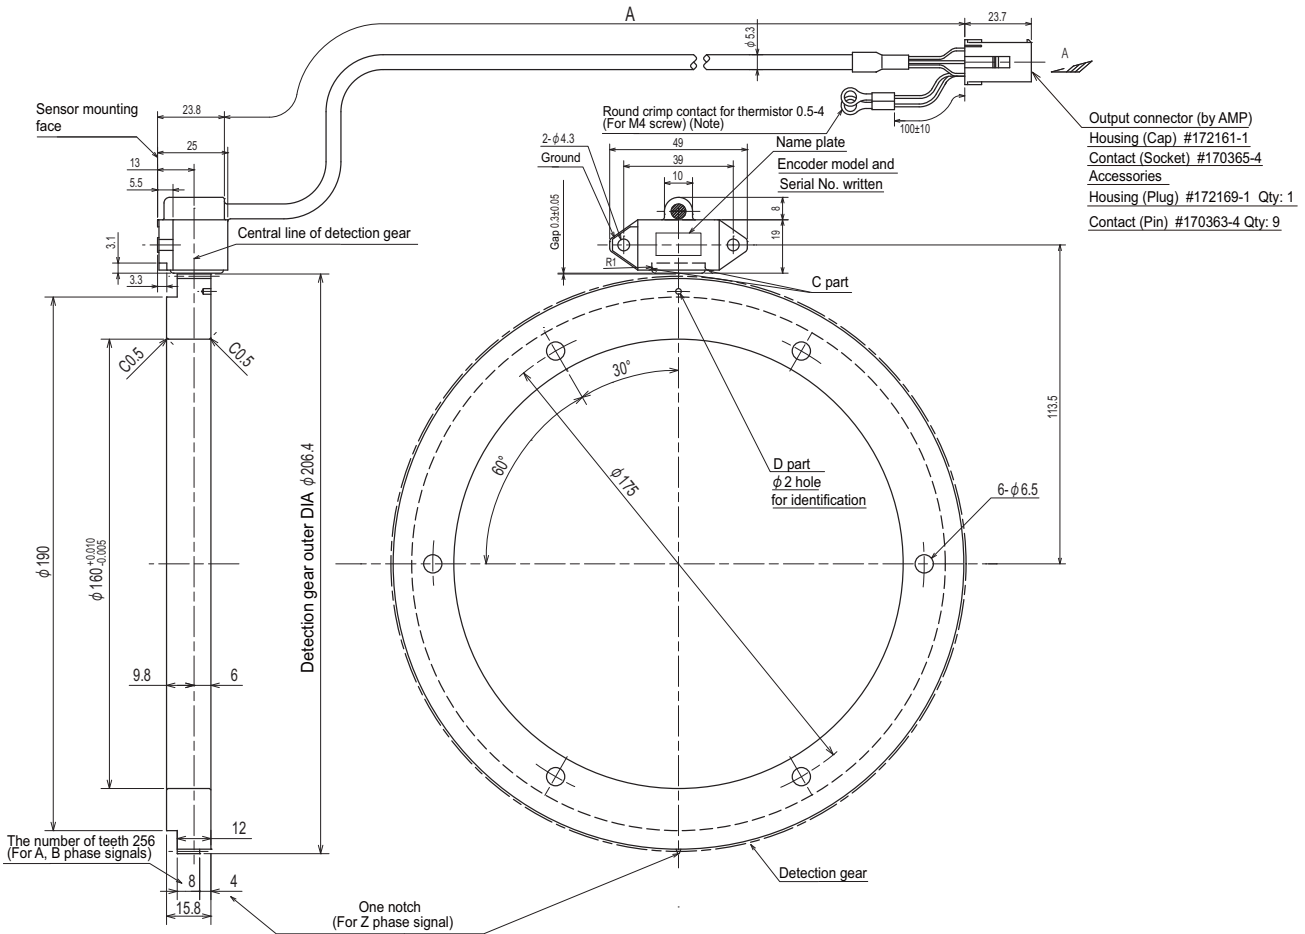 A
23.7
φ5.3
A
Sensor mounting
face
23.8
25
13
5.5
3.1
3.3
Central line of detection gear
Round crimp contact for thermistor 0.5-4
(For M4 screw) (Note)
100±10
2-φ4.3
Ground
49
39
10
Name plate
Encoder model and
Serial No. written
Gap 0.3±0.05
8
19
R1
C part
Output connector (by AMP)
Housing (Cap) #172161-1
Contact (Socket) #170365-4
Accessories
Housing (Plug) #172169-1 Qty: 1
Contact (Pin) #170363-4 Qty: 9
C0.5
C0.5
30°
60°
φ175
113.5
D part
φ2 hole
for identification
6-φ6.5
φ190
φ160 +0.010 -0.005
Detection gear outer DIA φ206.4
9.8
6
12
The number of teeth 256
(For A, B phase signals)
8
4
15.8
One notch
(For Z phase signal)
Detection gear